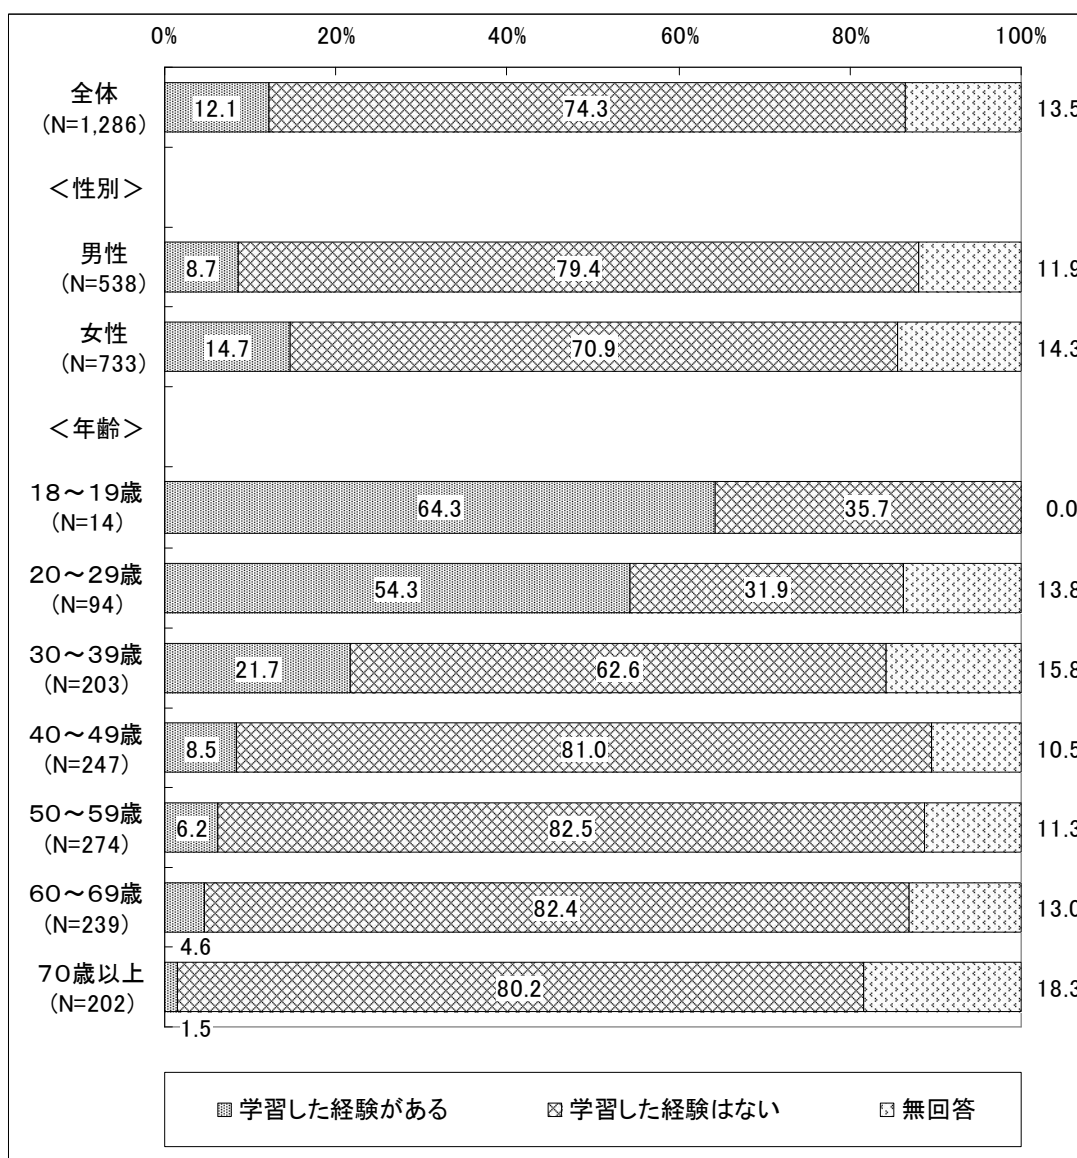 0% 20% 40% 60% 80% 100%
全体
(N=1,286)
12.1 74.3 13.5
＜性別＞
男性
(N=538)
8.7 79.4 11.9
女性
(N=733)
14.7 70.9 14.3
＜年齢＞
18～19歳
(N=14)
64.3 35.7 0.0
20～29歳
(N=94)
54.3 31.9 13.8
30～39歳
(N=203)
21.7 62.6 15.8
40～49歳
(N=247)
8.5 81.0 10.5
50～59歳
(N=274)
6.2 82.5 11.3
60～69歳
(N=239)
82.4 13.0
4.6
70歳以上
(N=202)
80.2 18.3
1.5
学習した経験がある 学習した経験はない 無回答